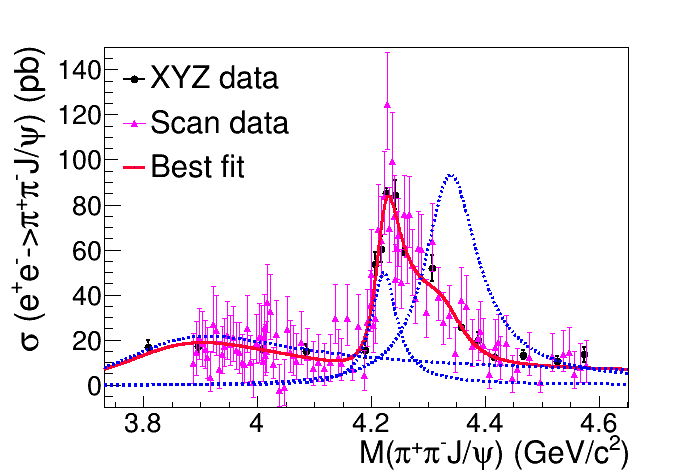 σ (e⁺e⁻->π⁺π⁻J/ψ) (pb)
140
120
100
80
60
40
20
0
XYZ data
Scan data
Best fit
3.8 4 4.2 4.4 4.6
M(π⁺π⁻J/ψ) (GeV/c²)